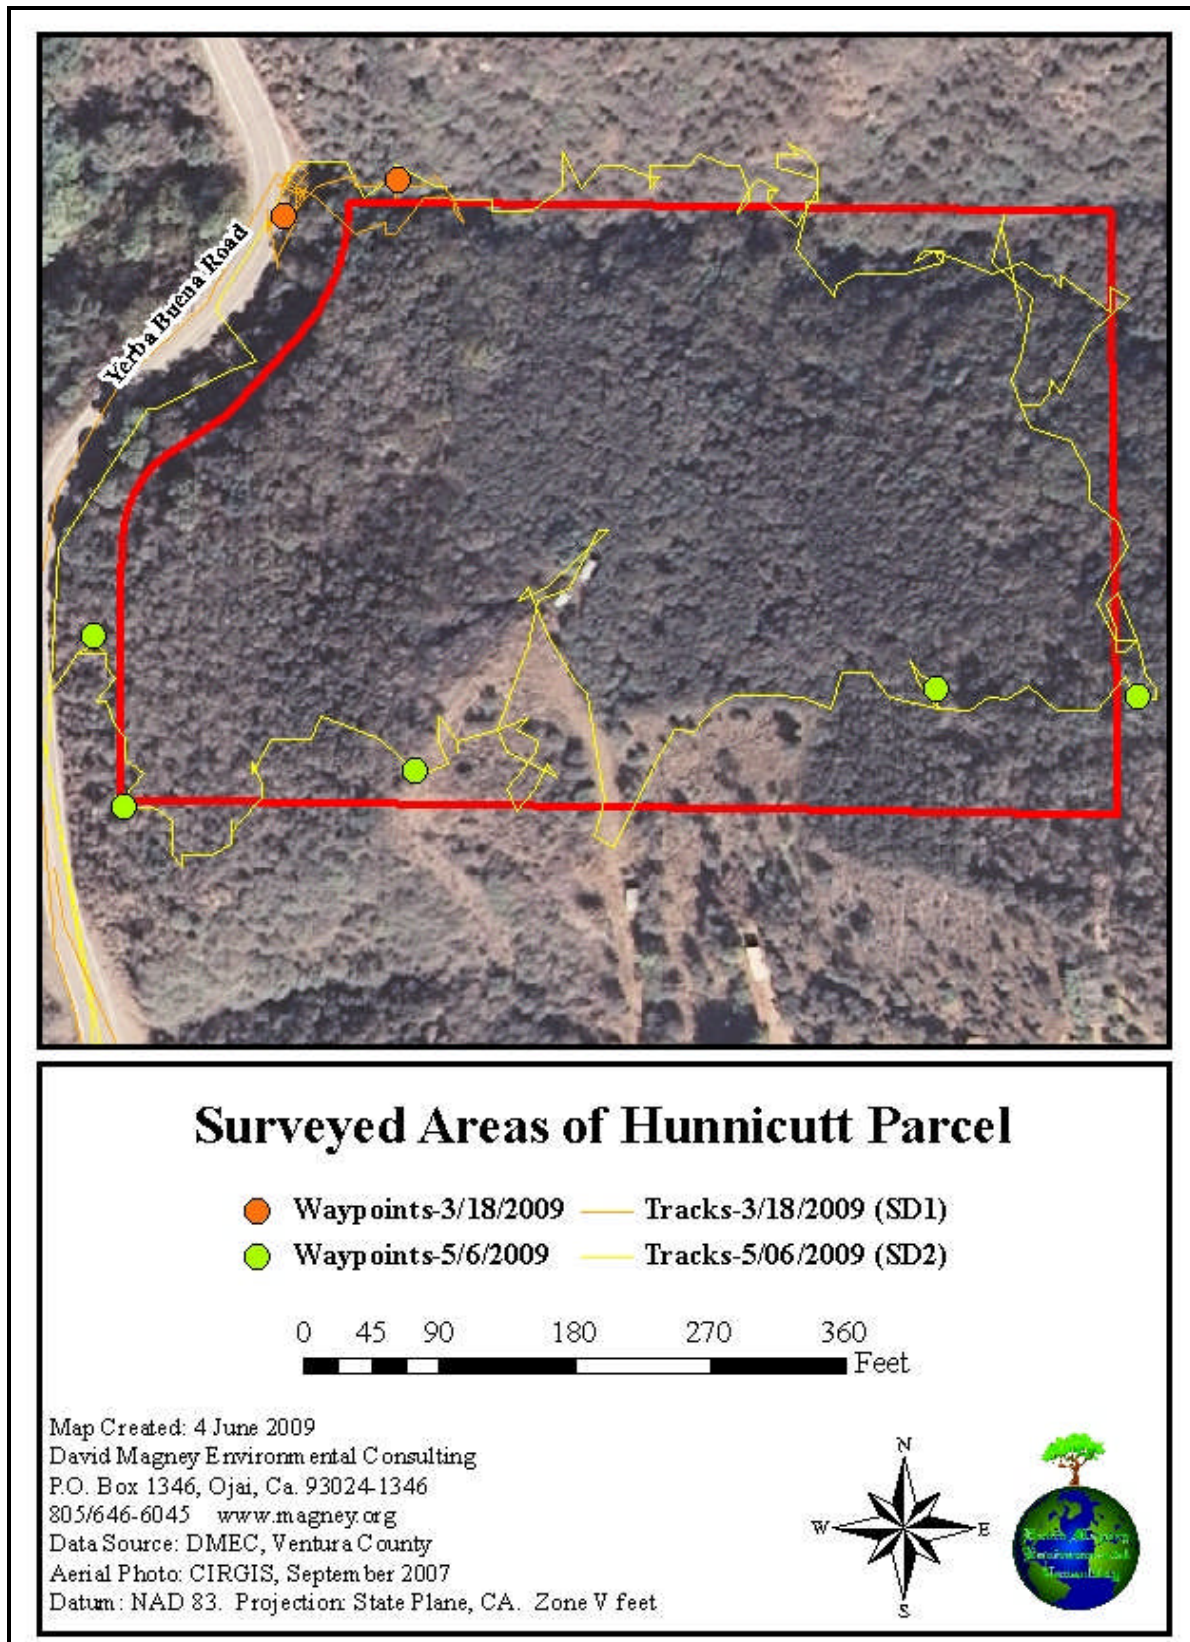 Yerba Buena Road
Surveyed Areas of Hunnicutt Parcel
Waypoints-3/18/2009 Tracks-3/18/2009 (SD1)
Waypoints-5/6/2009 Tracks-5/06/2009 (SD2)
0 45 90 180 270 360
Feet
Map Created: 4 June 2009
David Magney Environmental Consulting
P.O. Box 1346, Ojai, Ca. 93024-1346
805/646-6045 www.magney.org
Data Source: DMEC, Ventura County
Aerial Photo: CIRGIS, September 2007
Datum: NAD 83. Projection: State Plane, CA. Zone V feet
N
W E
S